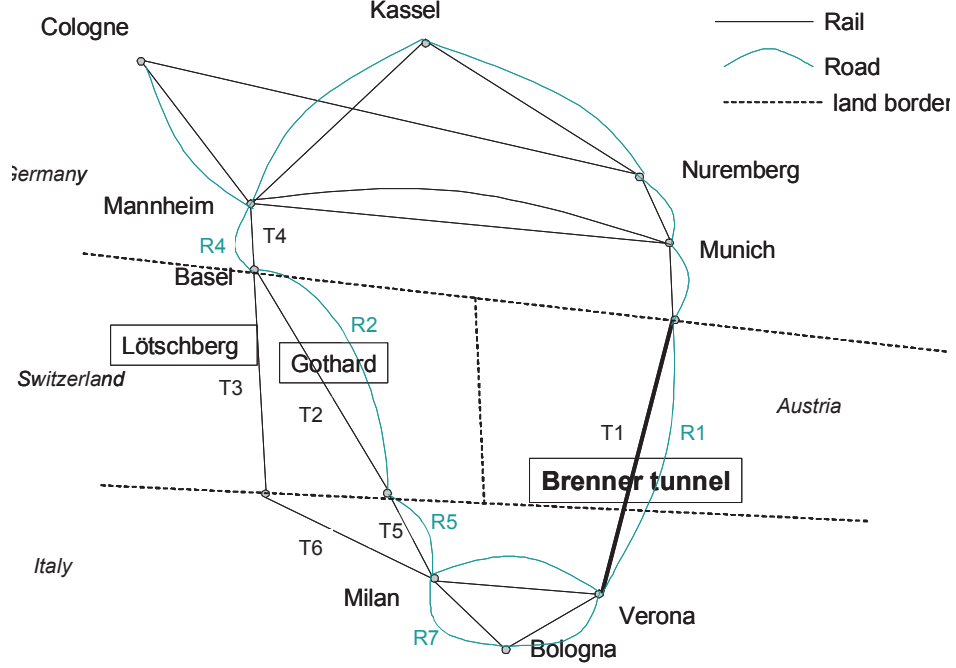 Kassel
Cologne
Rail
Road
land border
Germany
Nuremberg
Mannheim
R4
T4
Munich
Basel
R2
Lötschberg
Gothard
Switzerland
T3
T2
Austria
T1
R1
Brenner tunnel
T5
R5
T6
Italy
Milan
Verona
R7
Bologna